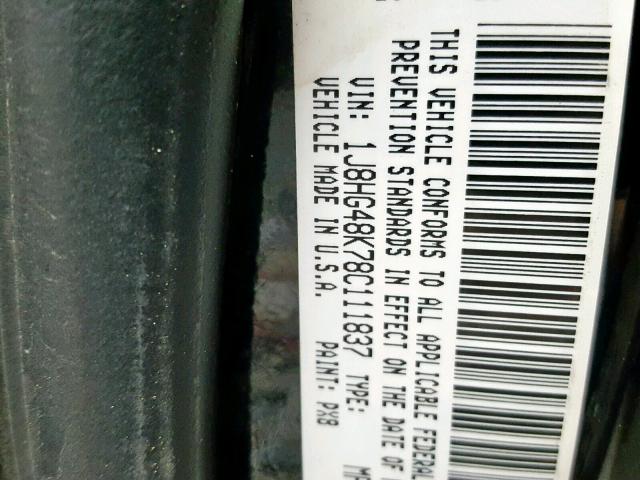 THIS VEHICLE CONFORMS TO ALL APPLICABLE FEDERAL
PREVENTION STANDARDS IN EFFECT ON THE DATE OF
VIN: 1J8HG48K78C111837 TYPE:
VEHICLE MADE IN U.S.A. PAINT: PX8